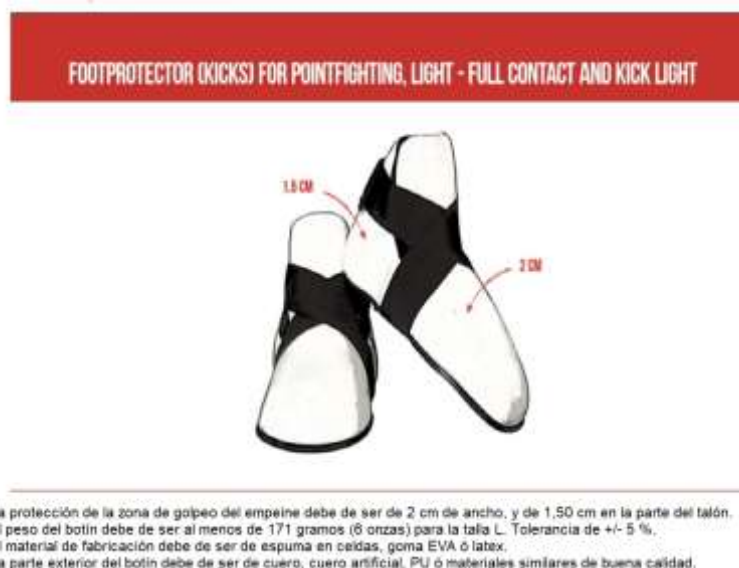 FOOTPROTECTOR (KICKS) FOR POINTFIGHTING, LIGHT - FULL CONTACT AND KICK LIGHT
1.5 CM
2 CM
a protección de la zona de golpeo del empeine debe de ser de 2 cm de ancho, y de 1,50 cm en la parte del talón.
l peso del botín debe de ser al menos de 171 gramos (6 onzas) para la talla L. Tolerancia de +/- 5 %.
l material de fabricación debe de ser de espuma en celdas, goma EVA ó latex.
a parte exterior del botín debe de ser de cuero, cuero artificial, PU ó materiales similares de buena calidad.